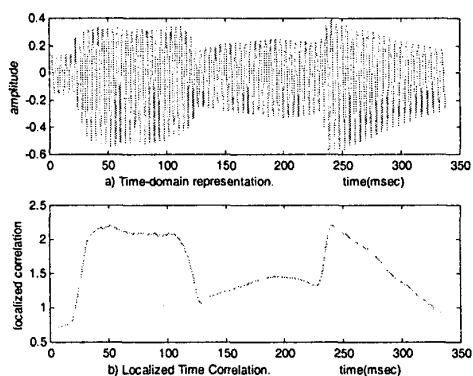 0.4
0.2
0
-0.2
-0.4
-0.6
amplitude
0 50 100 150 200 250 300 350
a) Time-domain representation. time(msec)
2.5
2
1.5
1
0.5
localized correlation
0 50 100 150 200 250 300 350
b) Localized Time Correlation. time(msec)